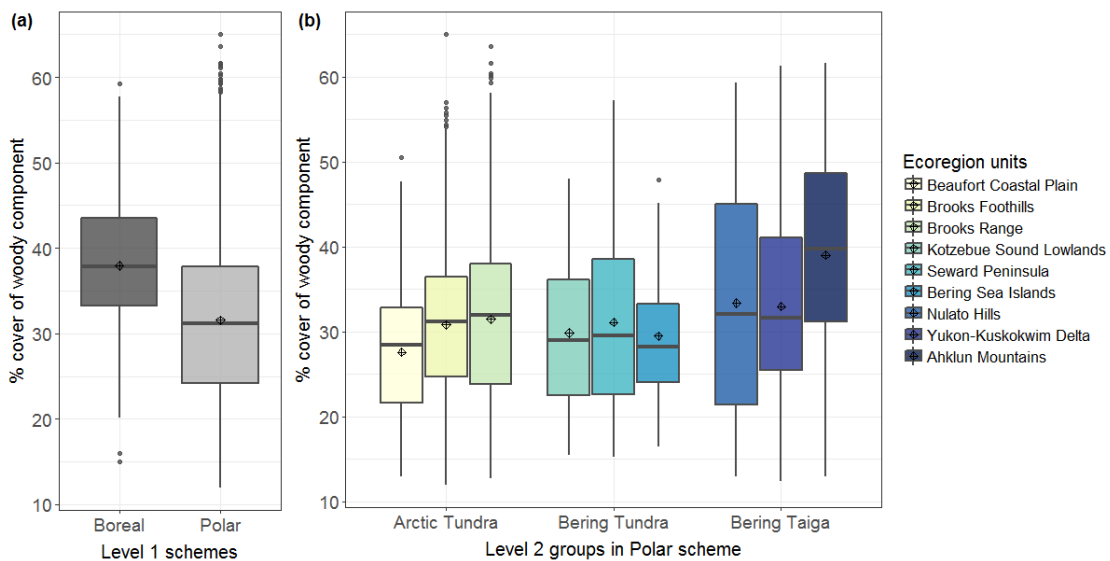 (a)
% cover of woody component
60
50
40
30
20
10
Boreal
Polar
Level 1 schemes
(b)
% cover of woody component
60
50
40
30
20
10
Arctic Tundra
Bering Tundra
Bering Taiga
Level 2 groups in Polar scheme
Ecoregion units
Beaufort Coastal Plain
Brooks Foothills
Brooks Range
Kotzebue Sound Lowlands
Seward Peninsula
Bering Sea Islands
Nulato Hills
Yukon-Kuskokwim Delta
Ahklun Mountains